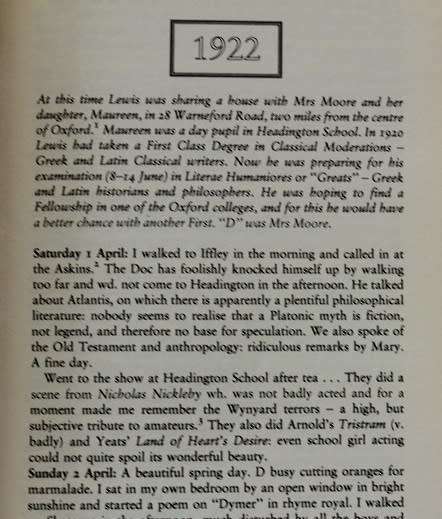 1922
At this time Lewis was sharing a house with Mrs Moore and her
daughter, Maureen, in 28 Warneford Road, two miles from the centre
of Oxford.¹ Maureen was a day pupil in Headington School. In 1920
Lewis had taken a First Class Degree in Classical Moderations –
Greek and Latin Classical writers. Now he was preparing for his
examination (8–14 June) in Literae Humaniores or "Greats" – Greek
and Latin historians and philosophers. He was hoping to find a
Fellowship in one of the Oxford colleges, and for this he would have
a better chance with another First. "D" was Mrs Moore.
Saturday 1 April: I walked to Iffley in the morning and called in at
the Askins.² The Doc has foolishly knocked himself up by walking
too far and wd. not come to Headington in the afternoon. He talked
about Atlantis, on which there is apparently a plentiful philosophical
literature: nobody seems to realise that a Platonic myth is fiction,
not legend, and therefore no base for speculation. We also spoke of
the Old Testament and anthropology: ridiculous remarks by Mary.
A fine day.
Went to the show at Headington School after tea . . . They did a
scene from Nicholas Nickleby wh. was not badly acted and for a
moment made me remember the Wynyard terrors – a high, but
subjective tribute to amateurs.³ They also did Arnold's Tristram (v.
badly) and Yeats' Land of Heart's Desire: even school girl acting
could not quite spoil its wonderful beauty.
Sunday 2 April: A beautiful spring day. D busy cutting oranges for
marmalade. I sat in my own bedroom by an open window in bright
sunshine and started a poem on "Dymer" in rhyme royal. I walked